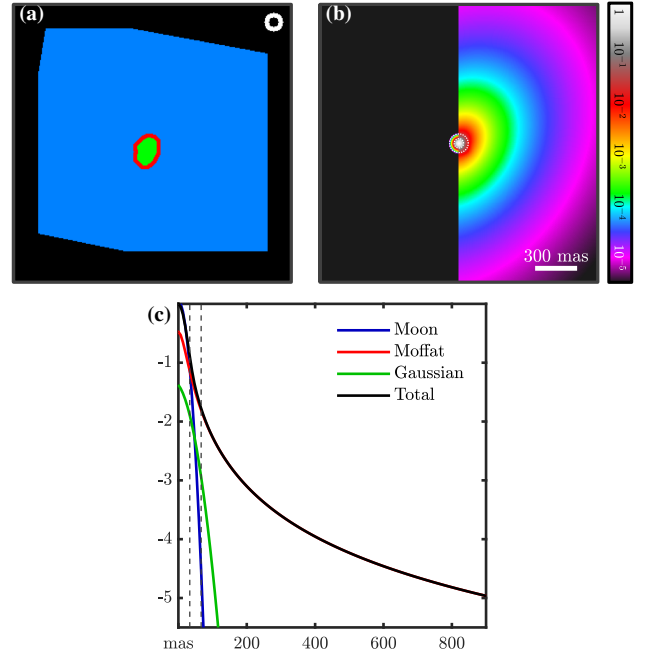 (a)
(b)
300 mas
1
10⁻¹
10⁻²
10⁻³
10⁻⁴
10⁻⁵
(c)
Moon
Moffat
Gaussian
Total
-1
-2
-3
-4
-5
mas 200 400 600 800